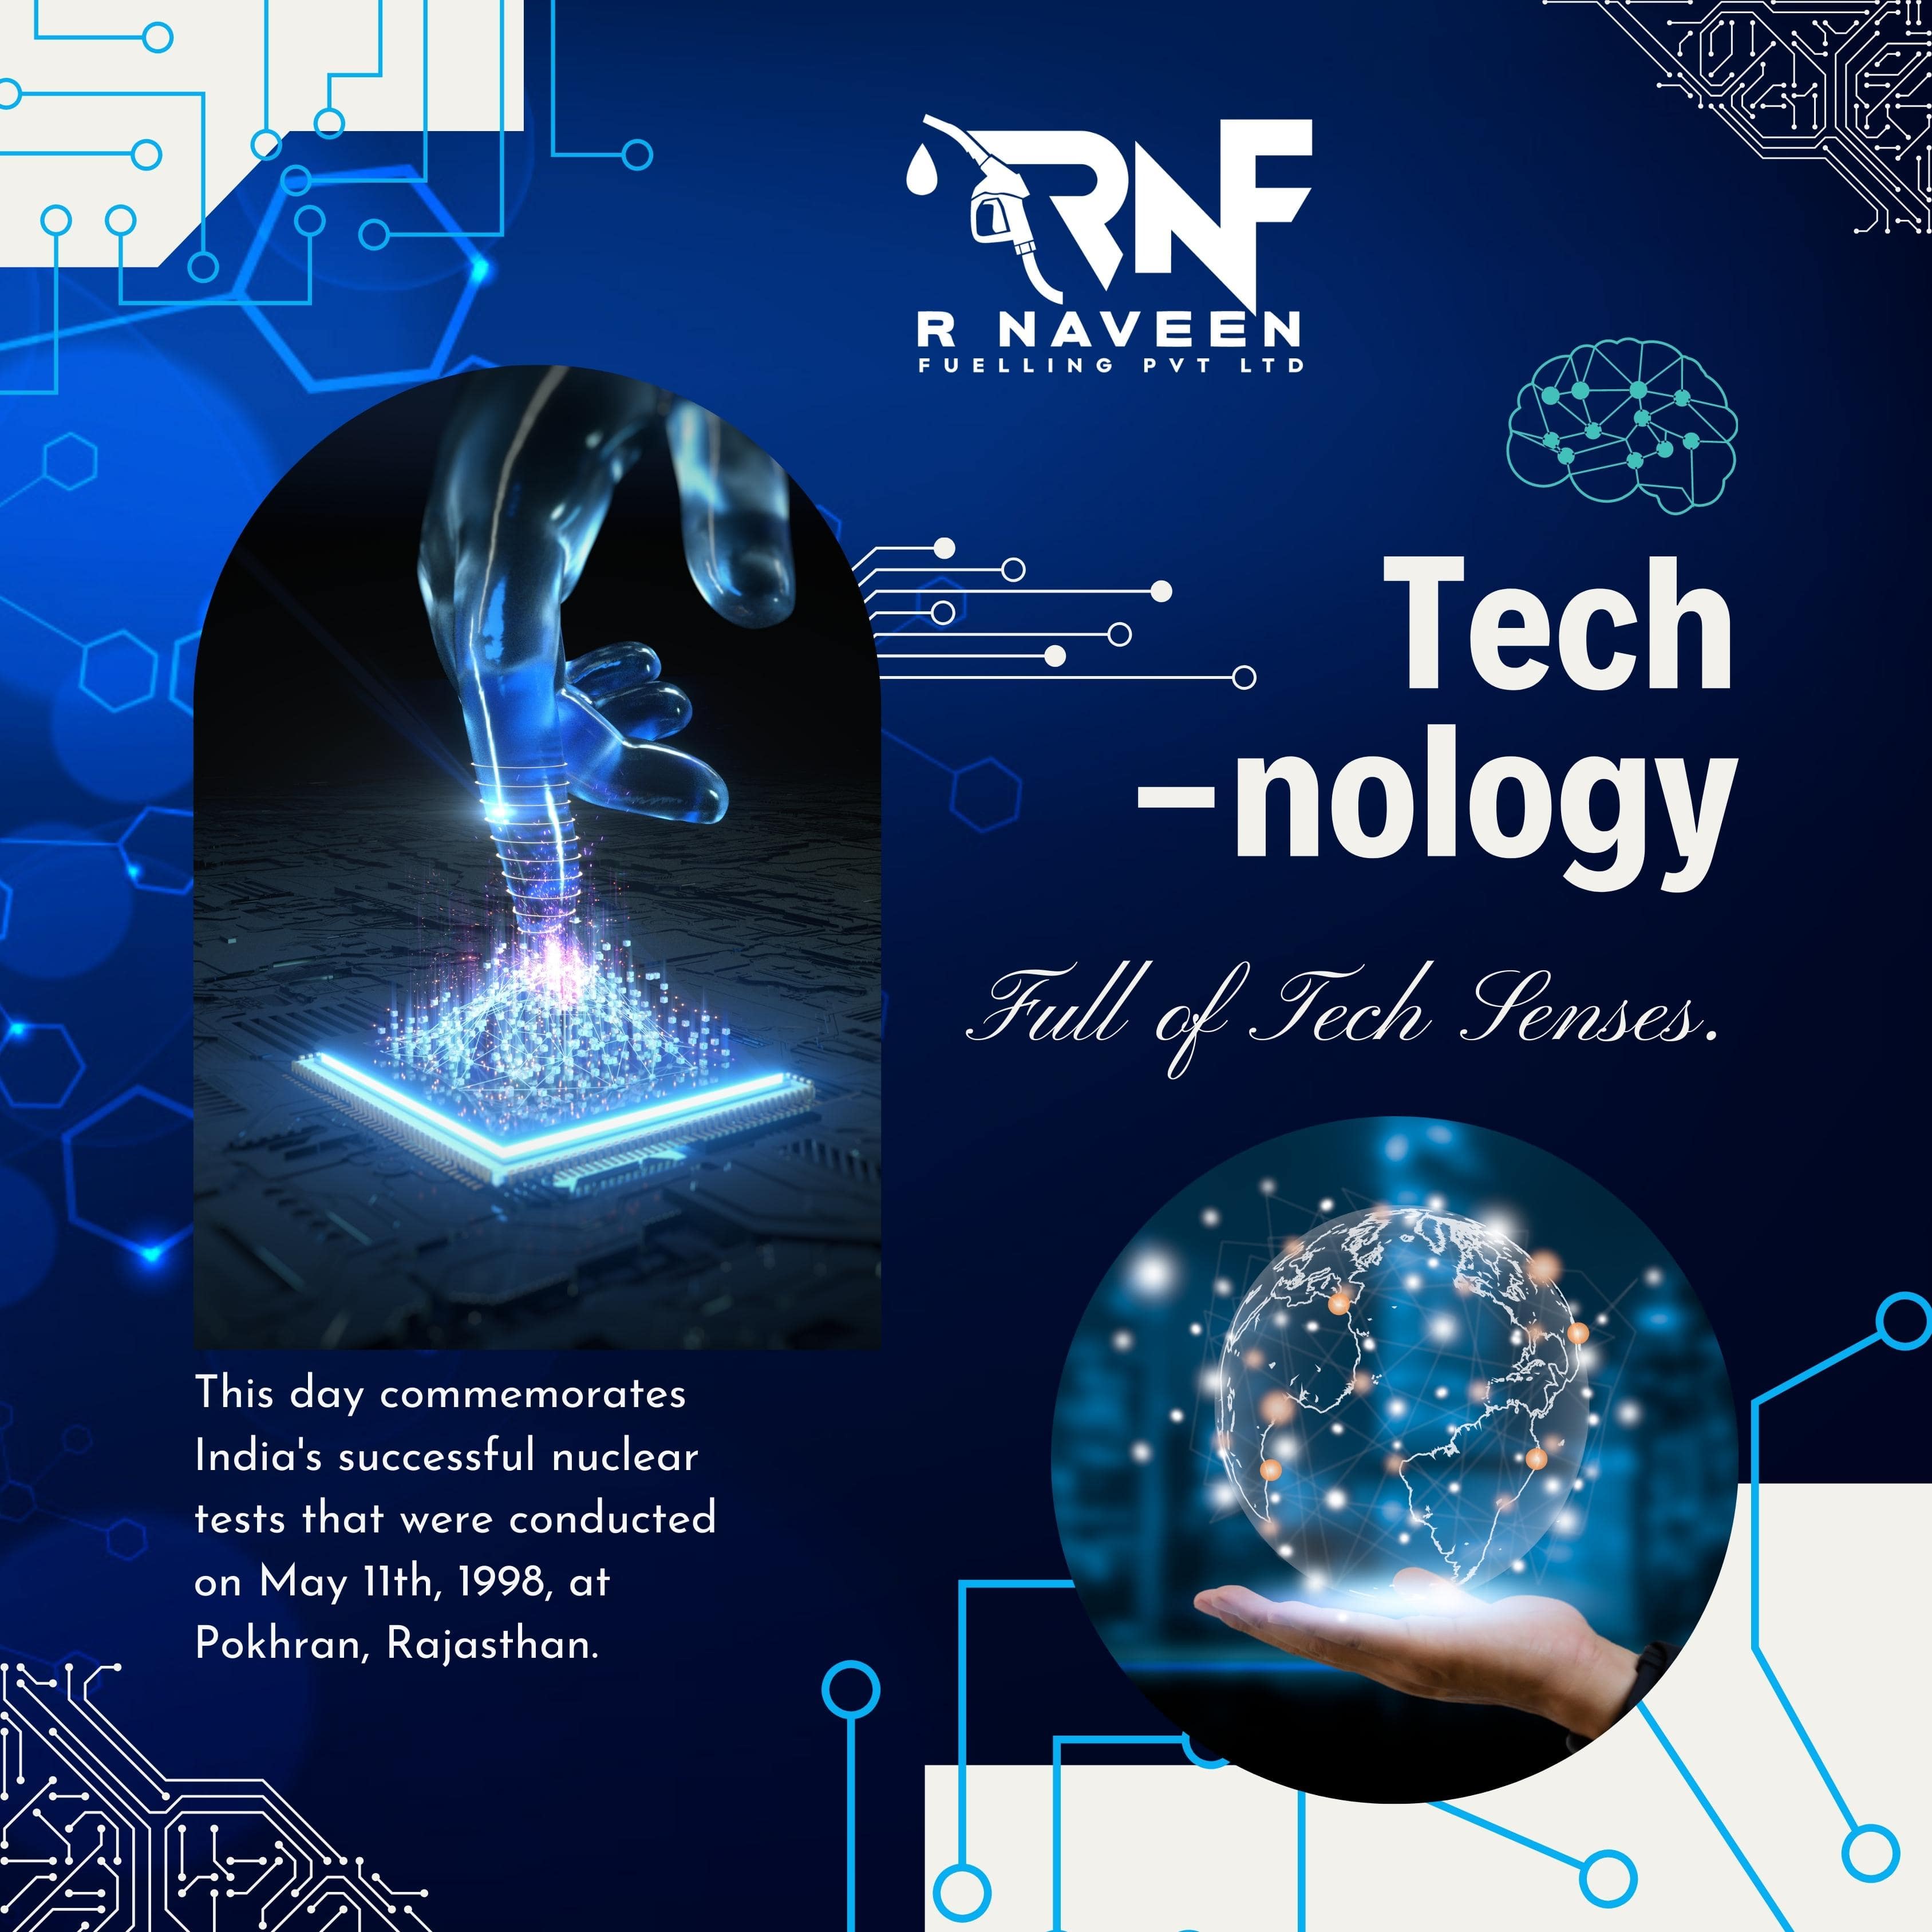 RNF
R NAVEEN
FUELLING PVT LTD
Tech
-nology
Full of Tech Senses.
This day commemorates
India's successful nuclear
tests that were conducted
on May 11th, 1998, at
Pokhran, Rajasthan.